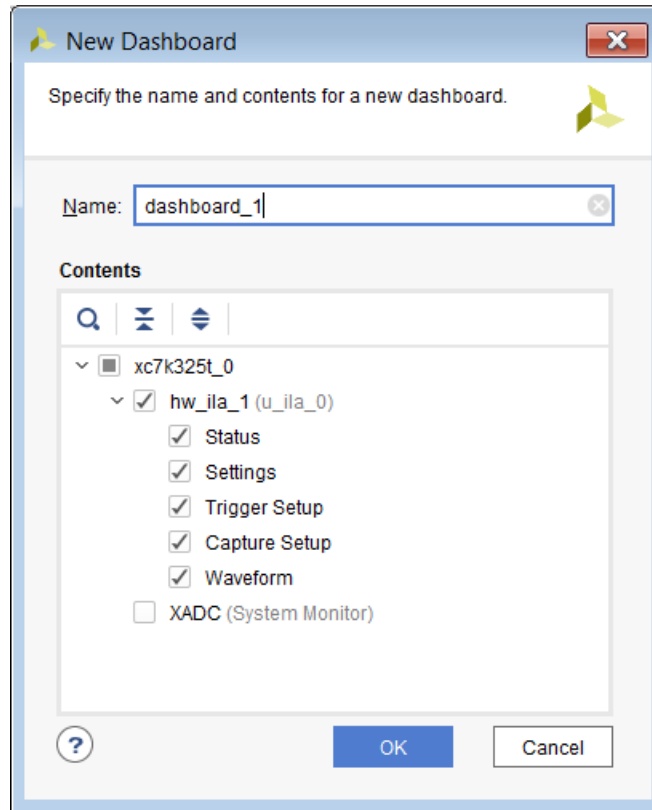 New Dashboard
Specify the name and contents for a new dashboard.
Name: dashboard_1
Contents
xc7k325t_0
hw_ila_1 (u_ila_0)
Status
Settings
Trigger Setup
Capture Setup
Waveform
XADC (System Monitor)
? OK Cancel